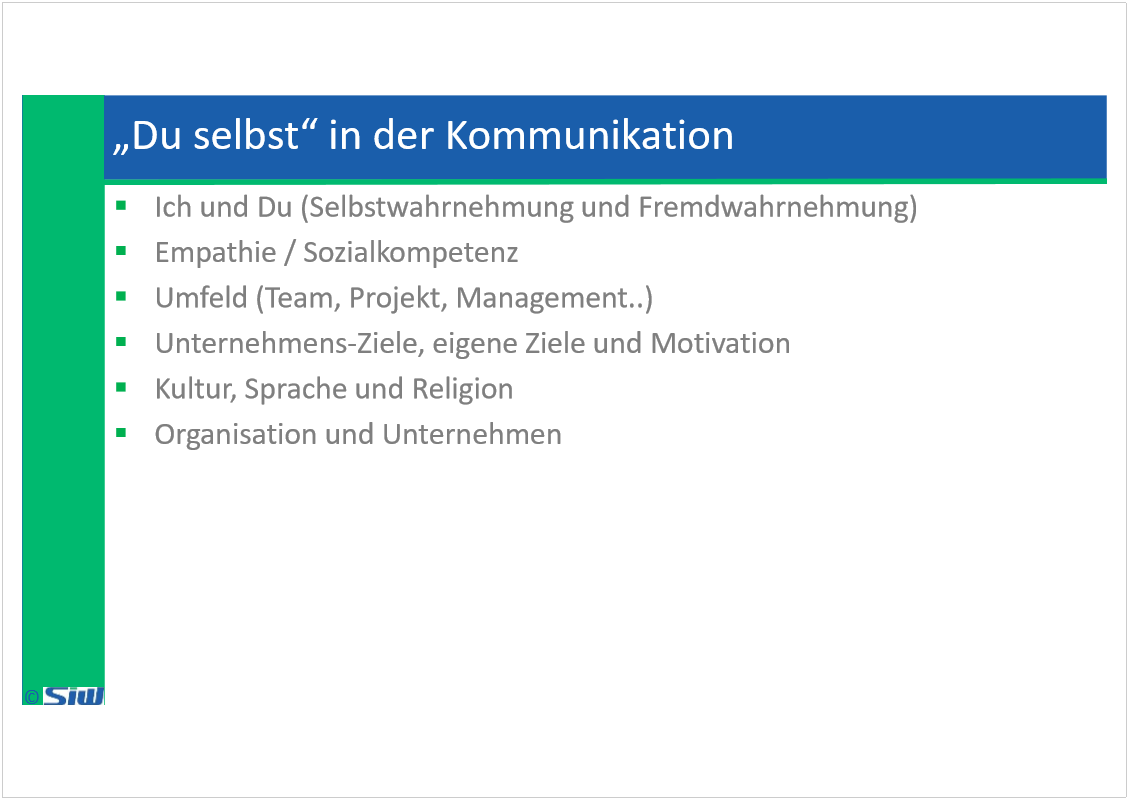 „Du selbst“ in der Kommunikation
▪ Ich und Du (Selbstwahrnehmung und Fremdwahrnehmung)
▪ Empathie / Sozialkompetenz
▪ Umfeld (Team, Projekt, Management..)
▪ Unternehmens-Ziele, eigene Ziele und Motivation
▪ Kultur, Sprache und Religion
▪ Organisation und Unternehmen
© SiW